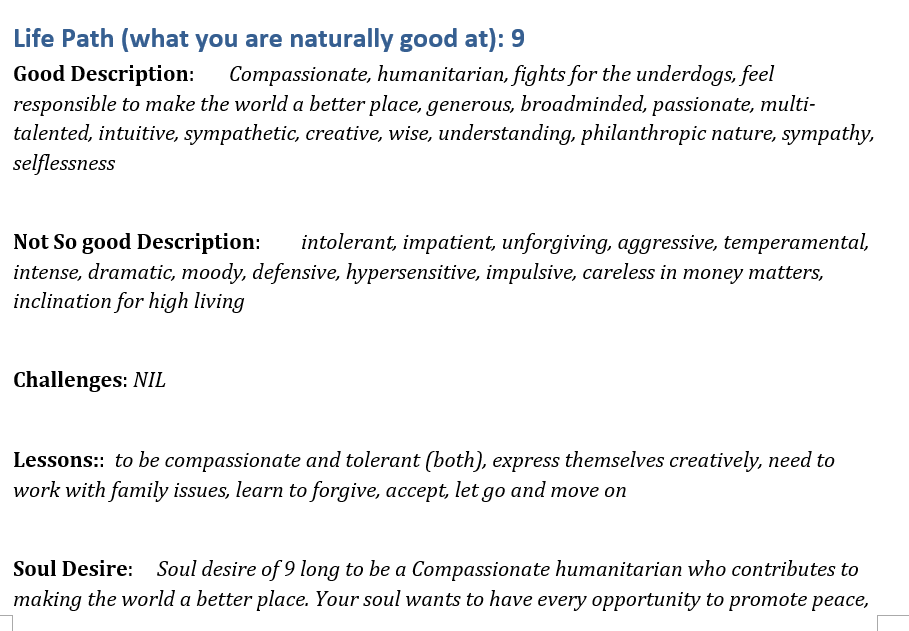 Life Path (what you are naturally good at): 9
Good Description: Compassionate, humanitarian, fights for the underdogs, feel
responsible to make the world a better place, generous, broadminded, passionate, multi-
talented, intuitive, sympathetic, creative, wise, understanding, philanthropic nature, sympathy,
selflessness
Not So good Description: intolerant, impatient, unforgiving, aggressive, temperamental,
intense, dramatic, moody, defensive, hypersensitive, impulsive, careless in money matters,
inclination for high living
Challenges: NIL
Lessons:: to be compassionate and tolerant (both), express themselves creatively, need to
work with family issues, learn to forgive, accept, let go and move on
Soul Desire: Soul desire of 9 long to be a Compassionate humanitarian who contributes to
making the world a better place. Your soul wants to have every opportunity to promote peace,